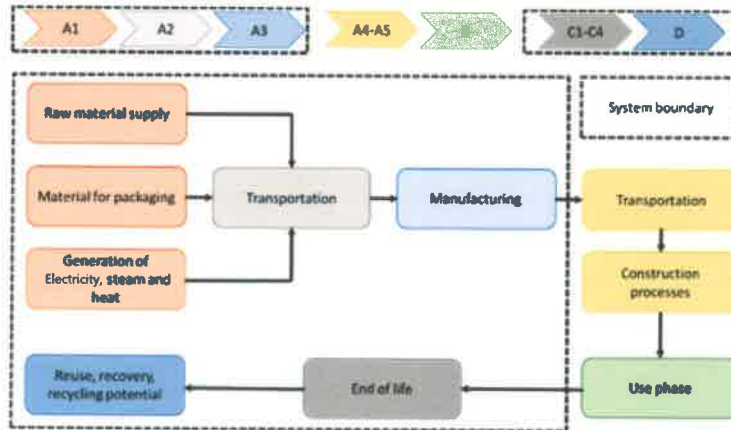 A1
A2
A3
A4-A5
C1-C4
D
Raw material supply
System boundary
Material for packaging
Transportation
Manufacturing
Transportation
Generation of
Electricity, steam and
heat
Construction
processes
Reuse, recovery,
recycling potential
End of life
Use phase